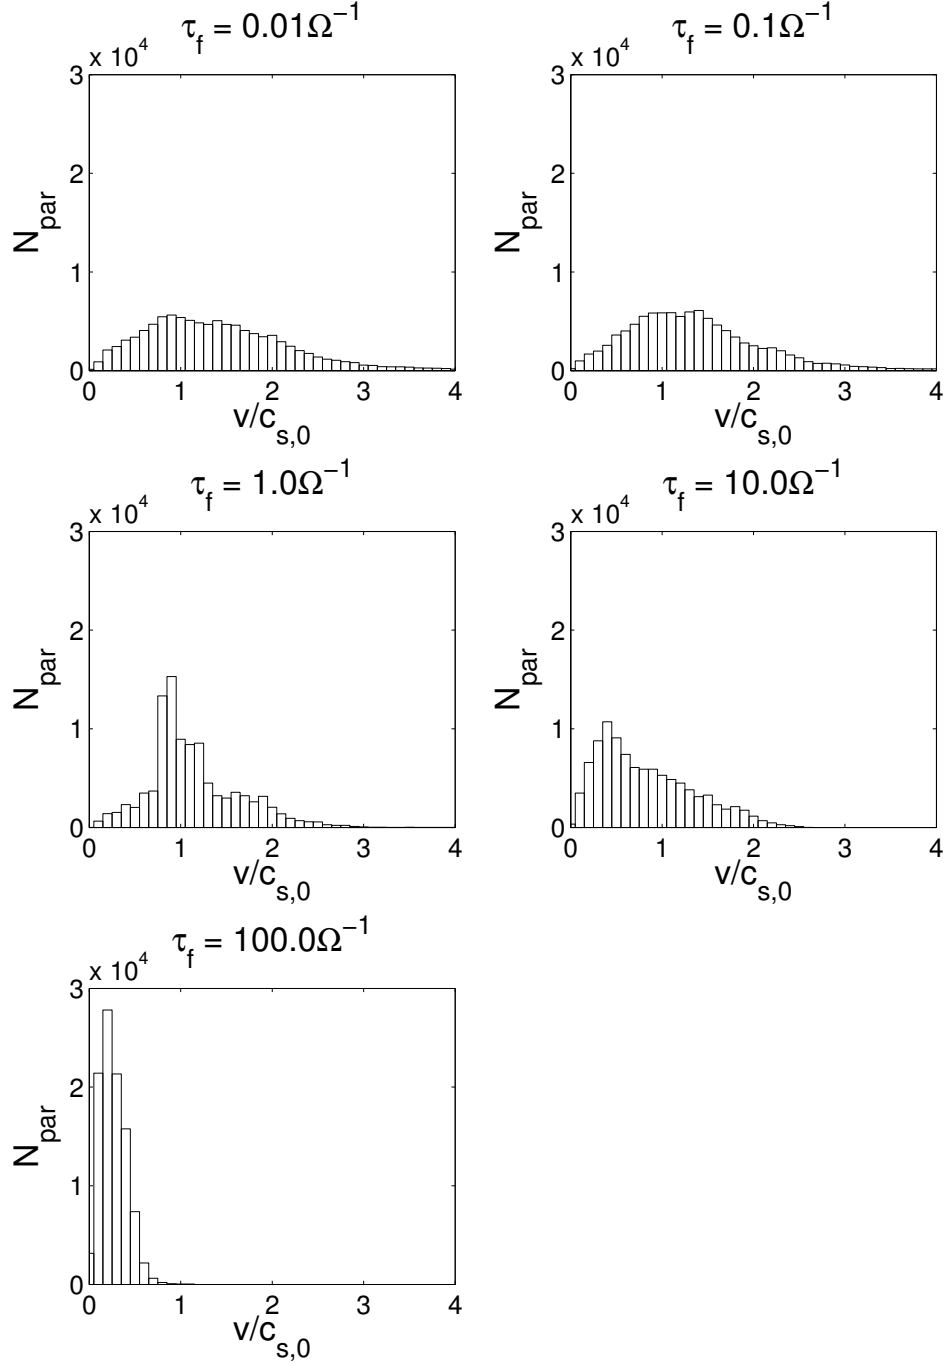 τf = 0.01Ω−1
x 10^4
3
2
1
0
Npar
0 1 2 3 4
v/cs,0
τf = 0.1Ω−1
x 10^4
3
2
1
0
Npar
0 1 2 3 4
v/cs,0
τf = 1.0Ω−1
x 10^4
3
2
1
0
Npar
0 1 2 3 4
v/cs,0
τf = 10.0Ω−1
x 10^4
3
2
1
0
Npar
0 1 2 3 4
v/cs,0
τf = 100.0Ω−1
x 10^4
3
2
1
0
Npar
0 1 2 3 4
v/cs,0